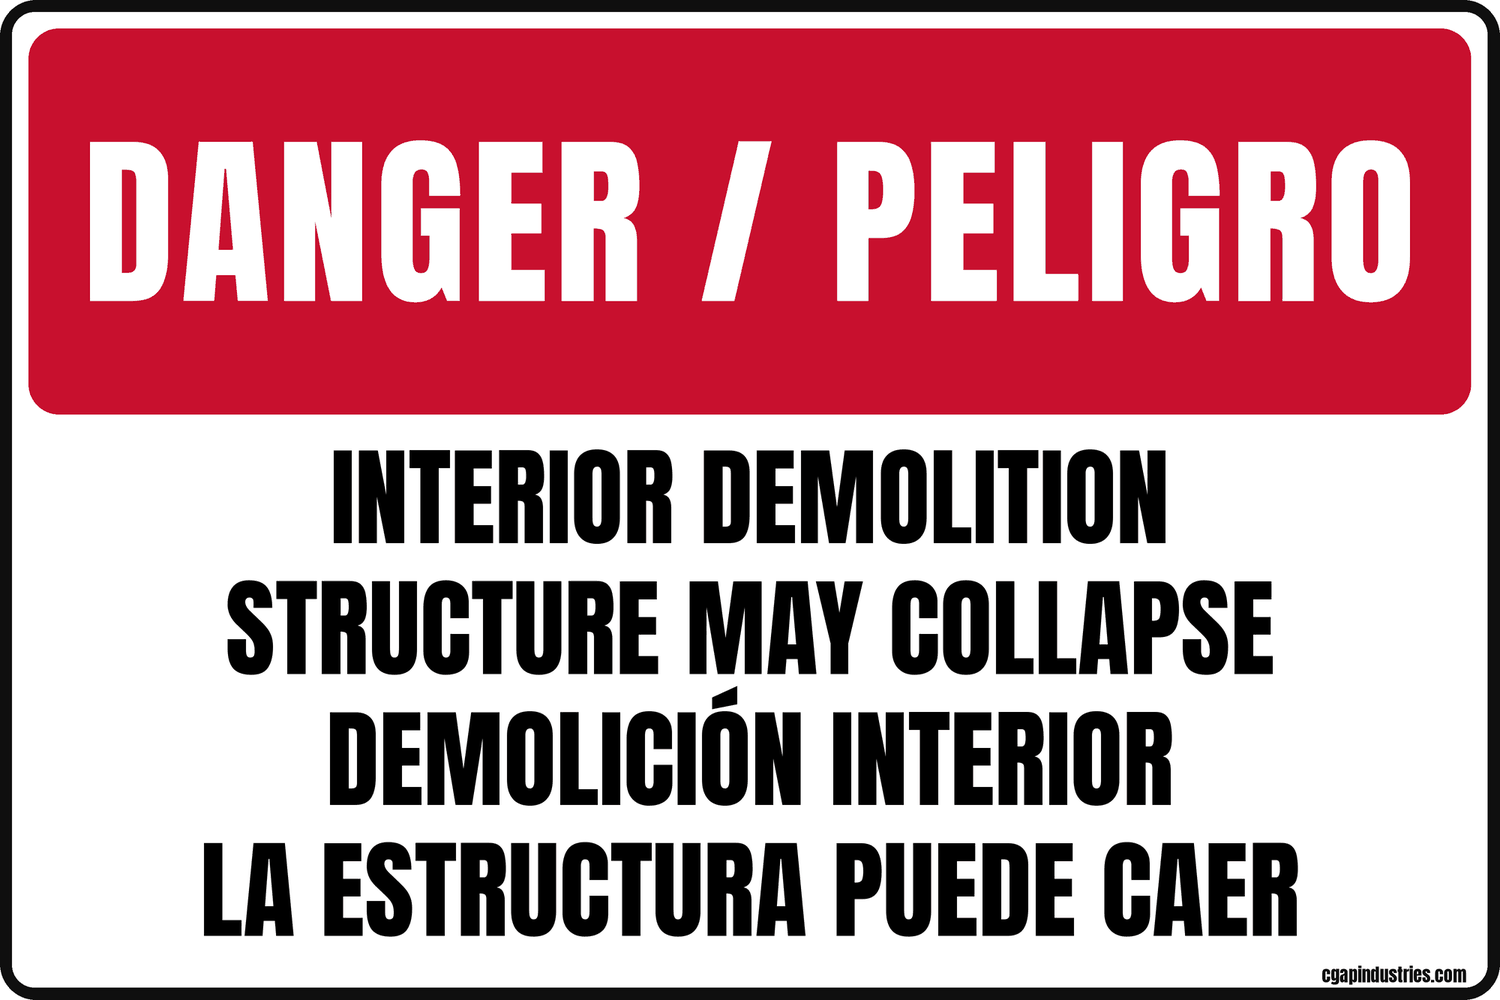 DANGER / PELIGRO
INTERIOR DEMOLITION
STRUCTURE MAY COLLAPSE
DEMOLICIÓN INTERIOR
LA ESTRUCTURA PUEDE CAER
cgapindustries.com